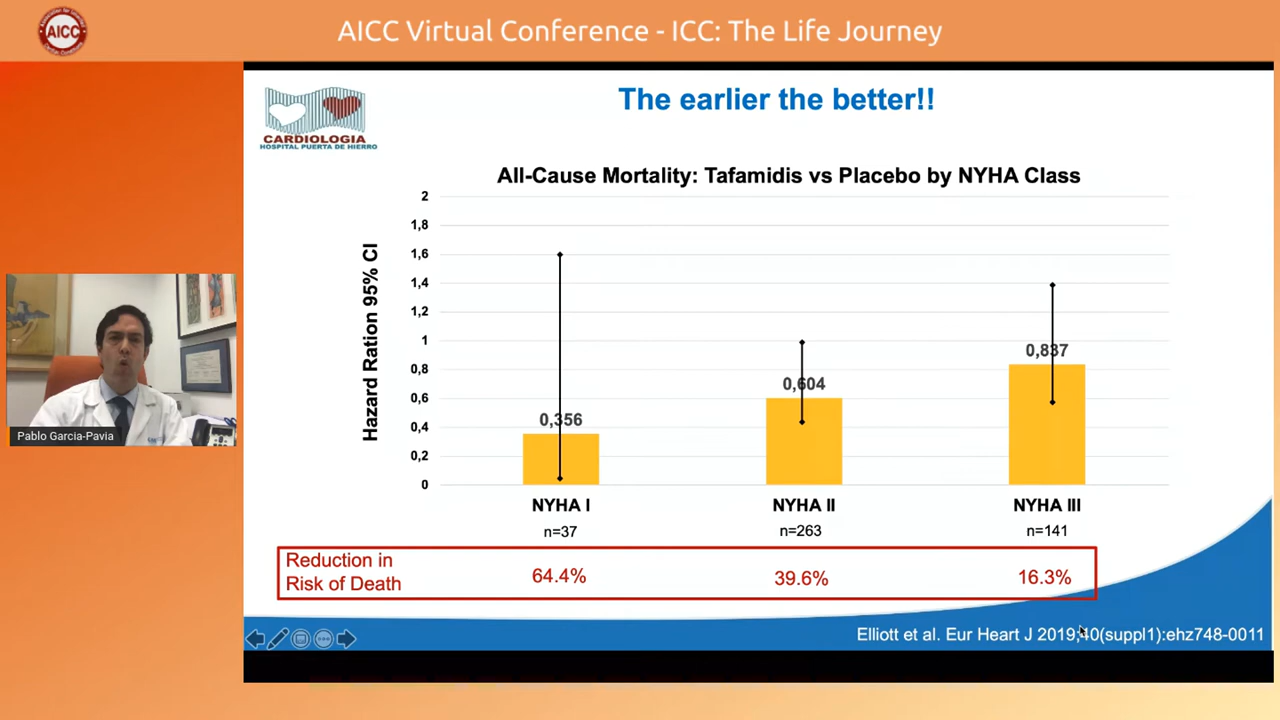 AICC
AICC Virtual Conference - ICC: The Life Journey
CARDIOLOGIA
HOSPITAL PUERTA DE HIERRO
The earlier the better!!
All-Cause Mortality: Tafamidis vs Placebo by NYHA Class
Hazard Ration 95% CI
2
1,8
1,6
1,4
1,2
1
0,8
0,6
0,4
0,2
0
0,356
0,604
0,837
NYHA I
NYHA II
NYHA III
n=37
n=263
n=141
Reduction in
Risk of Death
64.4%
39.6%
16.3%
Elliott et al. Eur Heart J 2019;40(suppl1):ehz748-0011
Pablo Garcia-Pavia